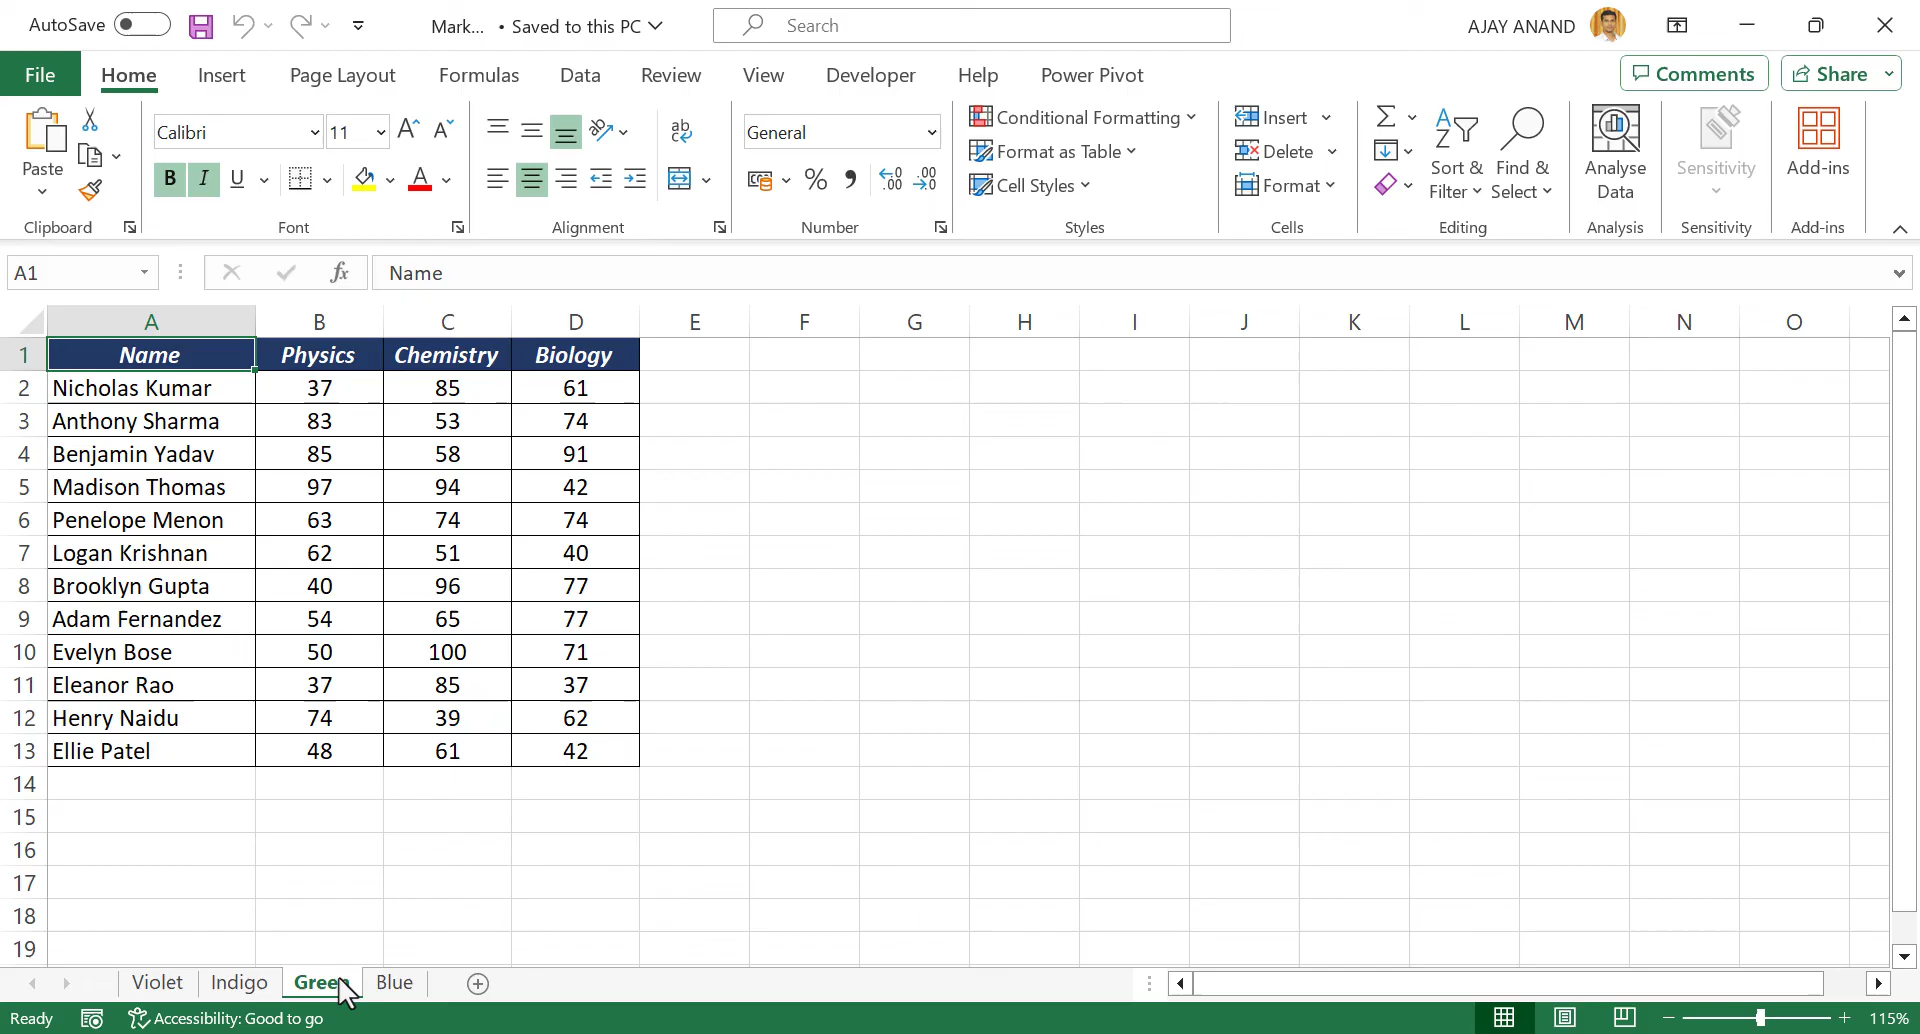 AutoSave Mark... • Saved to this PC Search AJAY ANAND
File Home Insert Page Layout Formulas Data Review View Developer Help Power Pivot Comments Share
Paste
Clipboard
Calibri 11
B I U A
Font
ab
Alignment
General
% , .00
Number
Conditional Formatting
Format as Table
Cell Styles
Styles
Insert
Delete
Format
Cells
Sort & Filter
Find & Select
Editing
Analyse Data
Analysis
Sensitivity
Sensitivity
Add-ins
Add-ins
A1 fx Name
A B C D E F G H I J K L M N O
1 Name Physics Chemistry Biology
2 Nicholas Kumar 37 85 61
3 Anthony Sharma 83 53 74
4 Benjamin Yadav 85 58 91
5 Madison Thomas 97 94 42
6 Penelope Menon 63 74 74
7 Logan Krishnan 62 51 40
8 Brooklyn Gupta 40 96 77
9 Adam Fernandez 54 65 77
10 Evelyn Bose 50 100 71
11 Eleanor Rao 37 85 37
12 Henry Naidu 74 39 62
13 Ellie Patel 48 61 42
14
15
16
17
18
19
Violet Indigo Green Blue
Ready Accessibility: Good to go 115%